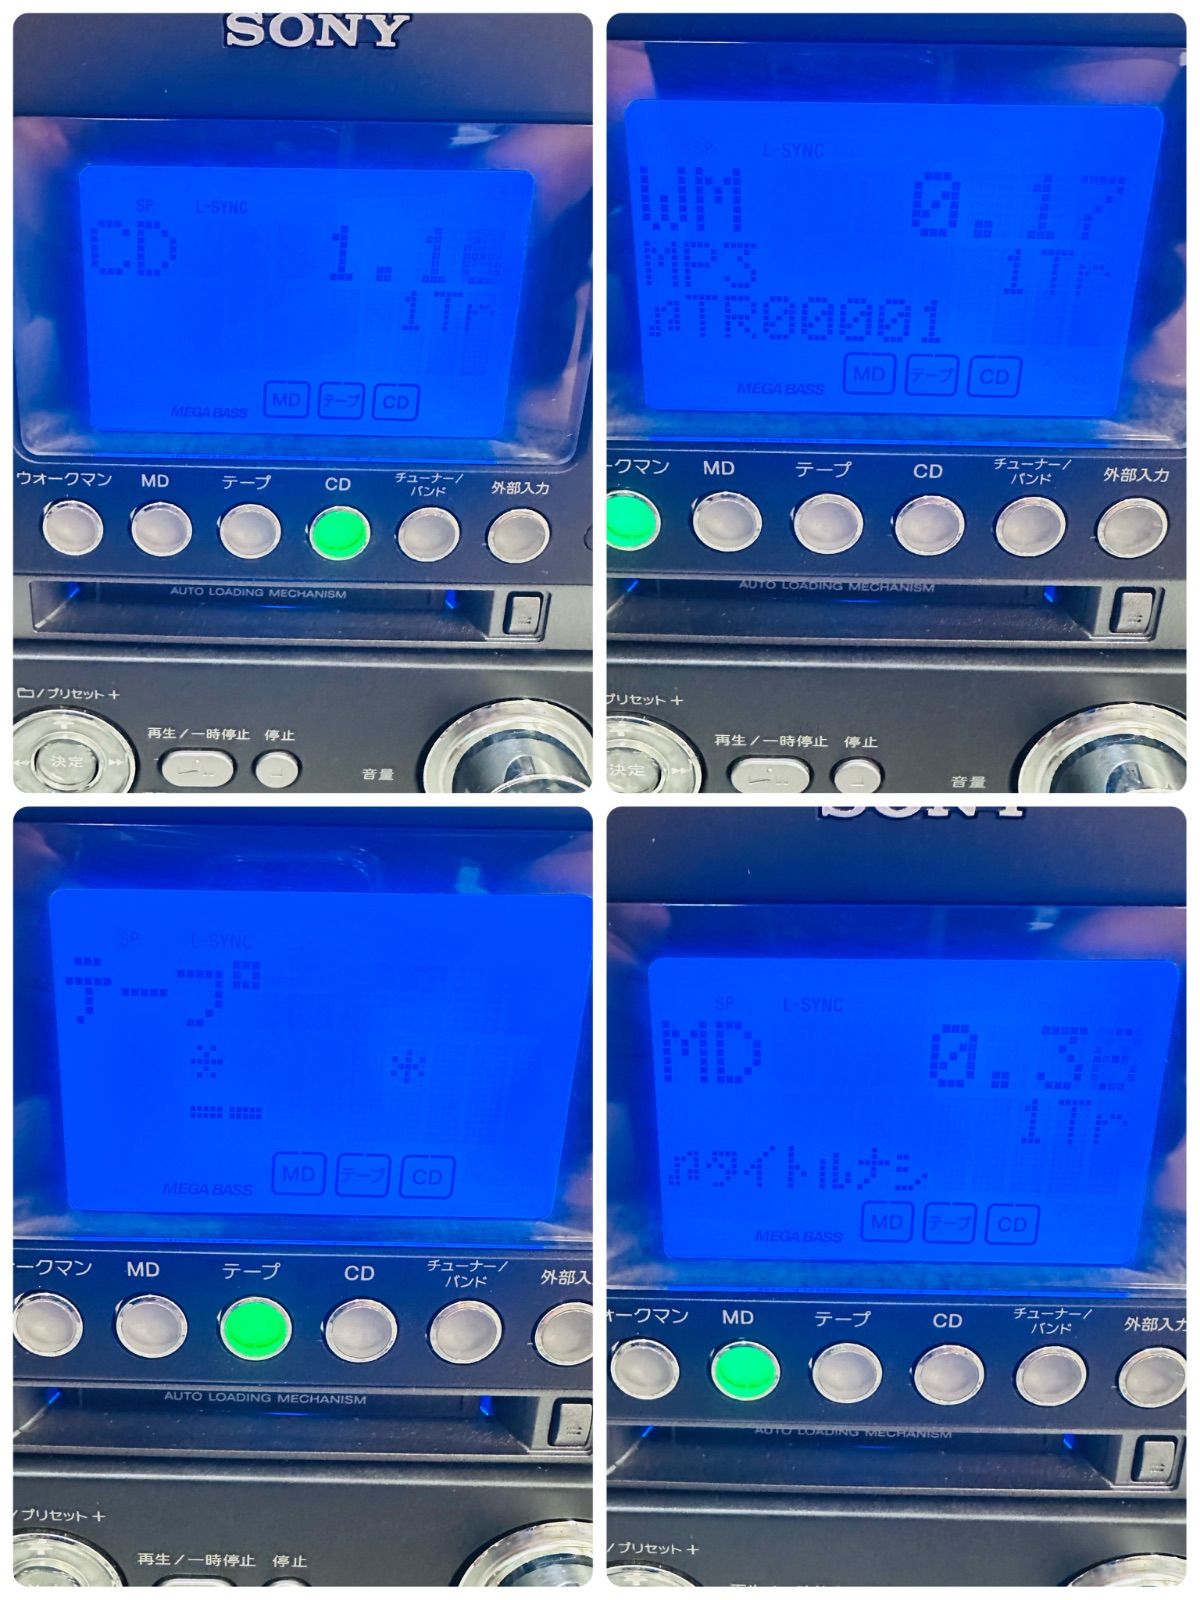 SONY
SP L-SYNC
CD
1Tr
MEGA BASS MD テープ CD
ウォークマン MD テープ CD チューナー/バンド 外部入力
AUTO LOADING MECHANISM
/プリセット+
再生/一時停止 停止
決定
音量
SP L-SYNC
WM 0.17
MP3 1Tr
♫TR00001
MEGA BASS MD テープ CD
ークマン MD テープ CD チューナー/バンド 外部入力
AUTO LOADING MECHANISM
プリセット+
再生/一時停止 停止
決定
音量
SP L-SYNC
テープ
* *
--
MEGA BASS MD テープ CD
ークマン MD テープ CD チューナー/バンド 外部入
AUTO LOADING MECHANISM
/プリセット+
再生/一時停止 停止
SONY
SP L-SYNC
MD 0.38
1Tr
♫タイトルナシ
MEGA BASS MD テープ CD
ォークマン MD テープ CD チューナー/バンド 外部入力
AUTO LOADING MECHANISM
/プリセット+